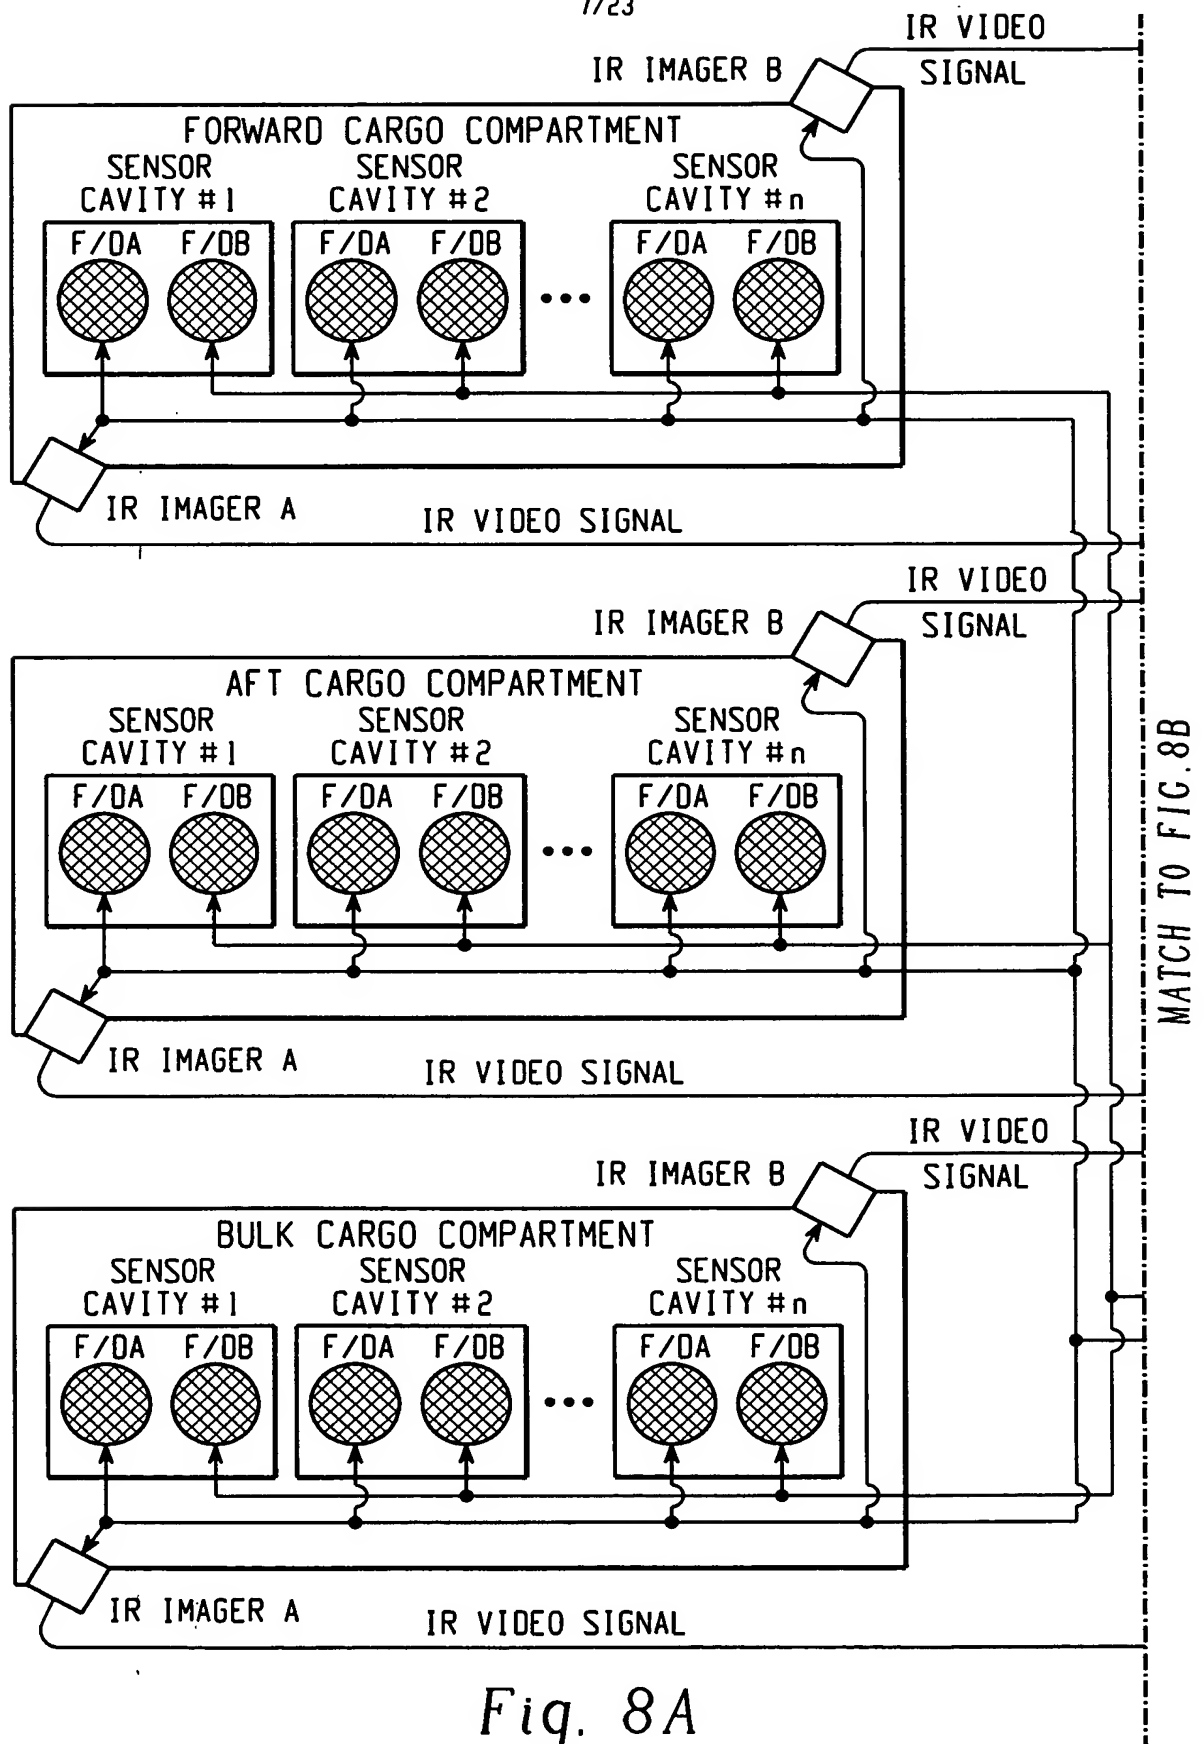 7/23
IR VIDEO
SIGNAL
IR IMAGER B
FORWARD CARGO COMPARTMENT
SENSOR CAVITY #1
SENSOR CAVITY #2
SENSOR CAVITY #n
F/DA F/DB F/DA F/DB F/DA F/DB
IR IMAGER A
IR VIDEO SIGNAL
IR VIDEO
SIGNAL
IR IMAGER B
AFT CARGO COMPARTMENT
SENSOR CAVITY #1
SENSOR CAVITY #2
SENSOR CAVITY #n
F/DA F/DB F/DA F/DB F/DA F/DB
IR IMAGER A
IR VIDEO SIGNAL
IR VIDEO
SIGNAL
IR IMAGER B
BULK CARGO COMPARTMENT
SENSOR CAVITY #1
SENSOR CAVITY #2
SENSOR CAVITY #n
F/DA F/DB F/DA F/DB F/DA F/DB
IR IMAGER A
IR VIDEO SIGNAL
MATCH TO FIG. 8B
Fig. 8A